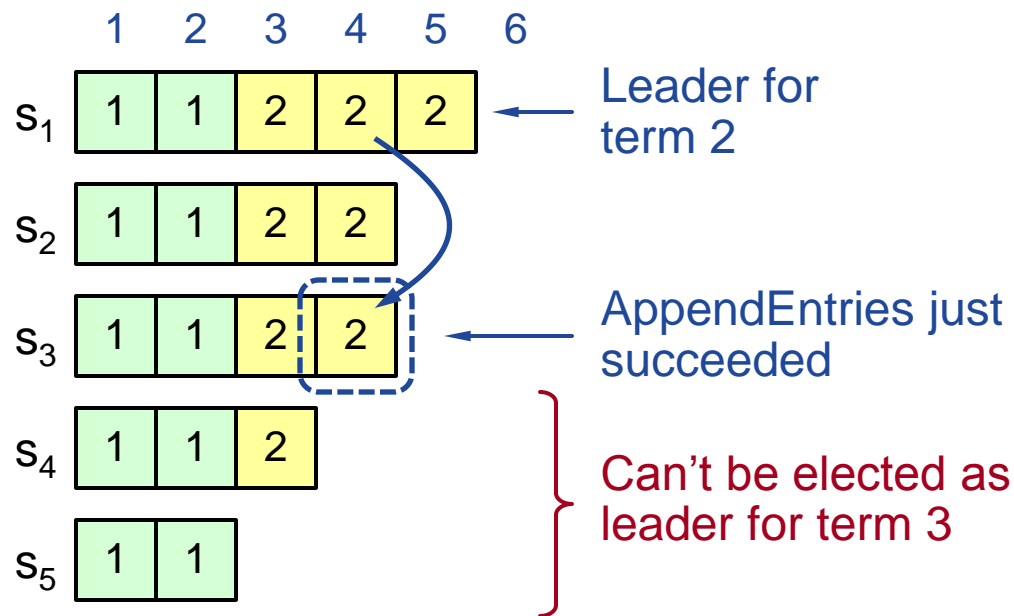 1 2 3 4 5 6
s1 1 1 2 2 2 Leader for
term 2
s2 1 1 2 2
s3 1 1 2 2 AppendEntries just
succeeded
s4 1 1 2
Can't be elected as
leader for term 3
s5 1 1